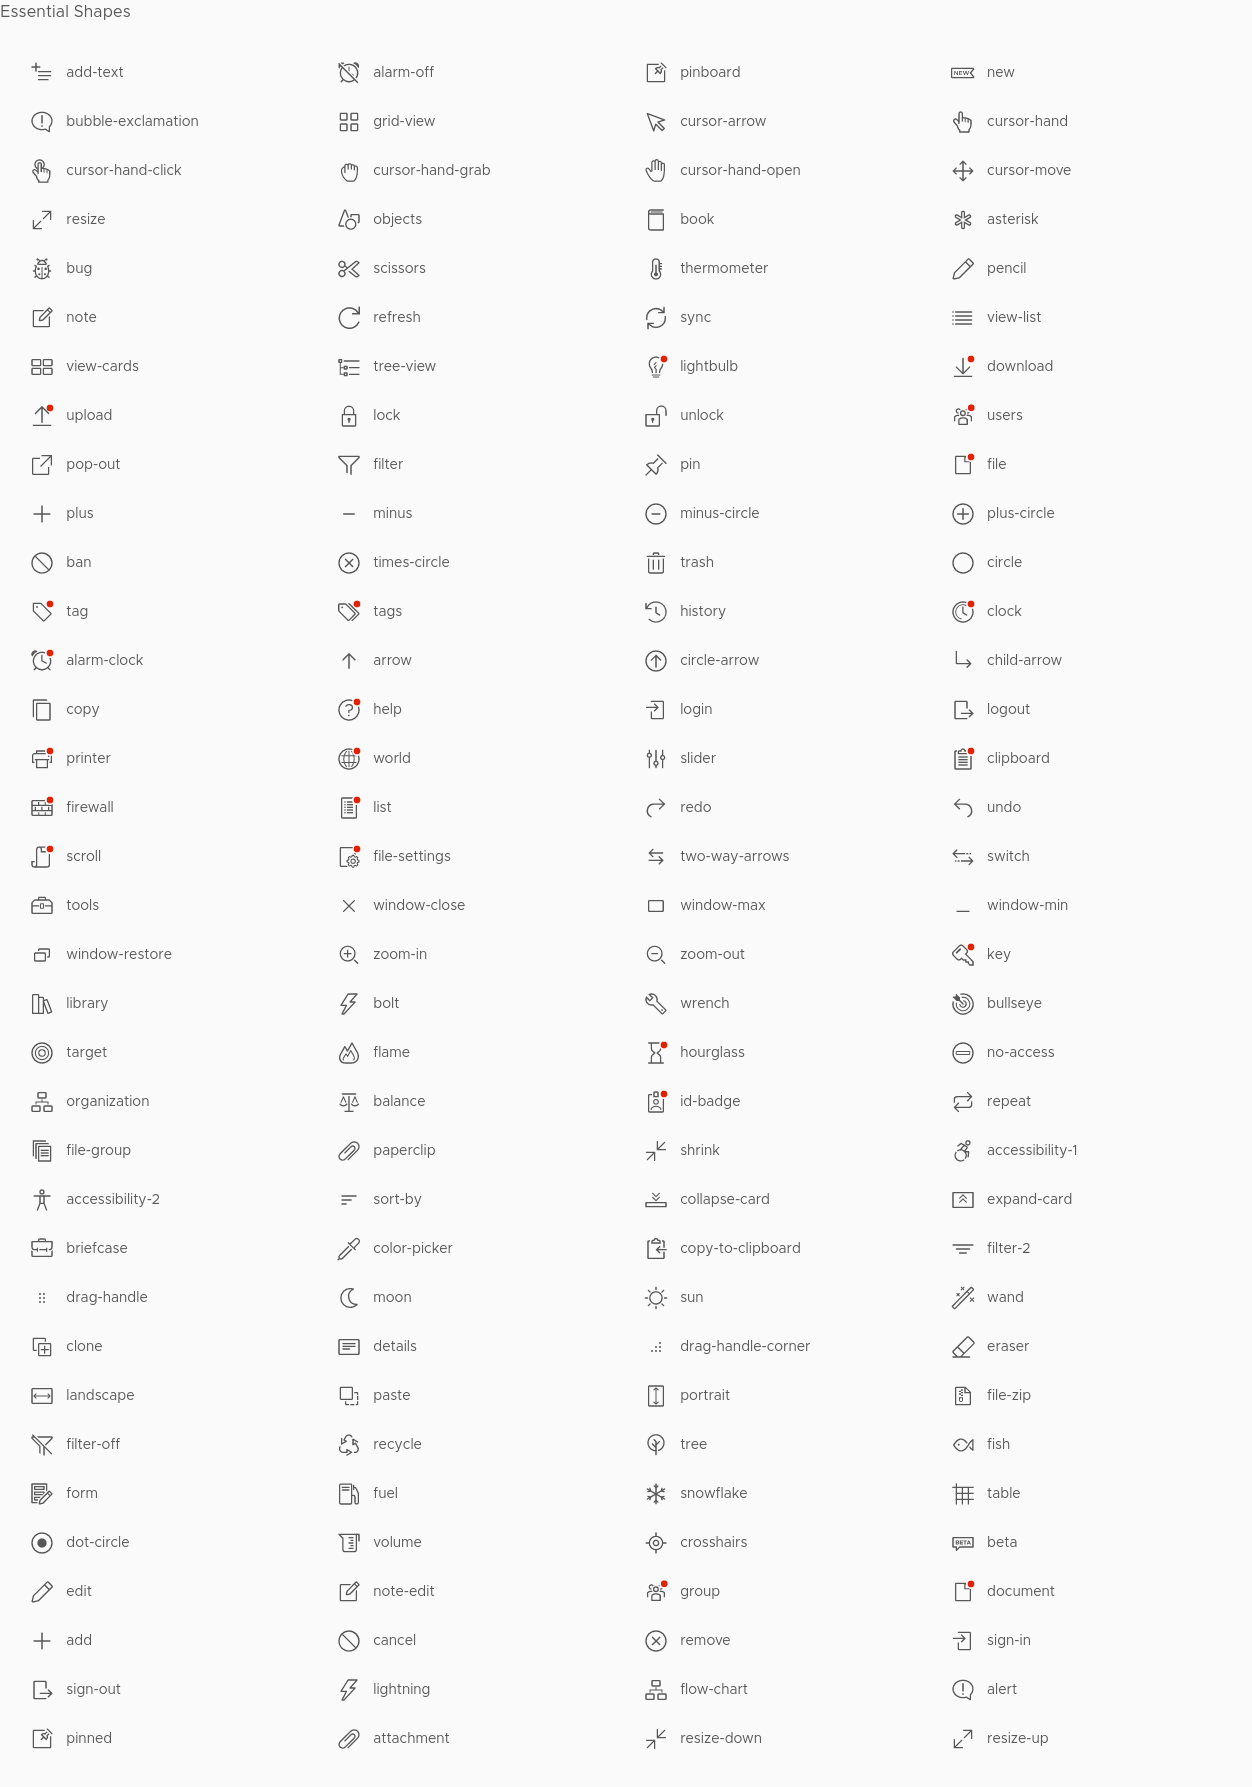 Essential Shapes
add-text alarm-off pinboard NEW new
bubble-exclamation grid-view cursor-arrow cursor-hand
cursor-hand-click cursor-hand-grab cursor-hand-open cursor-move
resize objects book asterisk
bug scissors thermometer pencil
note refresh sync view-list
view-cards tree-view lightbulb download
upload lock unlock users
pop-out filter pin file
plus minus minus-circle plus-circle
ban times-circle trash circle
tag tags history clock
alarm-clock arrow circle-arrow child-arrow
copy help login logout
printer world slider clipboard
firewall list redo undo
scroll file-settings two-way-arrows switch
tools window-close window-max window-min
window-restore zoom-in zoom-out key
library bolt wrench bullseye
target flame hourglass no-access
organization balance id-badge repeat
file-group paperclip shrink accessibility-1
accessibility-2 sort-by collapse-card expand-card
briefcase color-picker copy-to-clipboard filter-2
drag-handle moon sun wand
clone details drag-handle-corner eraser
landscape paste portrait file-zip
filter-off recycle tree fish
form fuel snowflake table
dot-circle volume crosshairs BETA beta
edit note-edit group document
add cancel remove sign-in
sign-out lightning flow-chart alert
pinned attachment resize-down resize-up